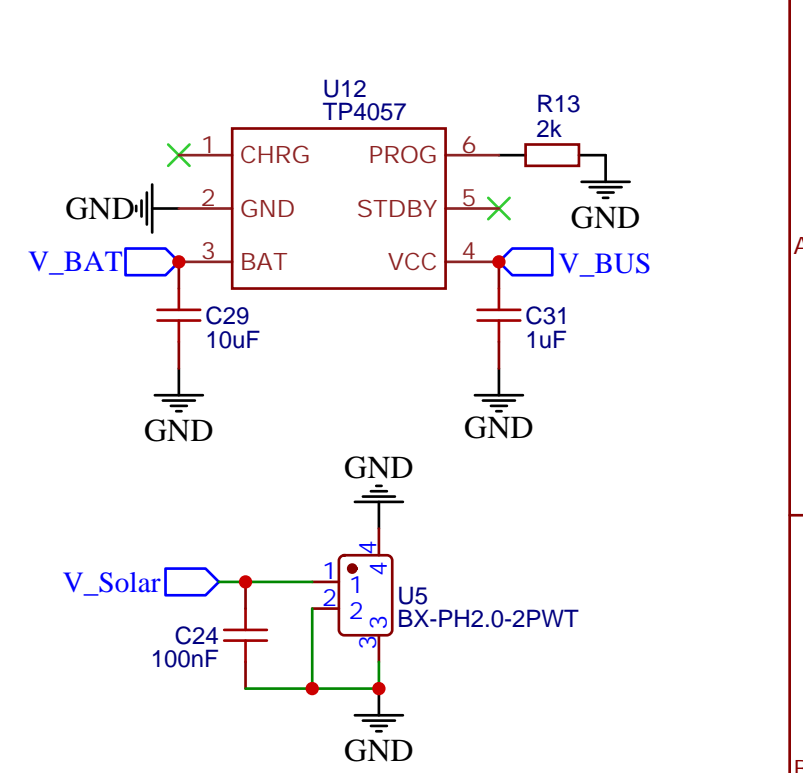 U12
TP4057
R13
2k
1
CHRG
PROG
6
GND
2
GND
STDBY
5
GND
V_BAT
3
BAT
VCC
4
V_BUS
A
C29
10uF
C31
1uF
GND
GND
GND
4
4
V_Solar
1
1
2
2
3
3
U5
BX-PH2.0-2PWT
C24
100nF
GND